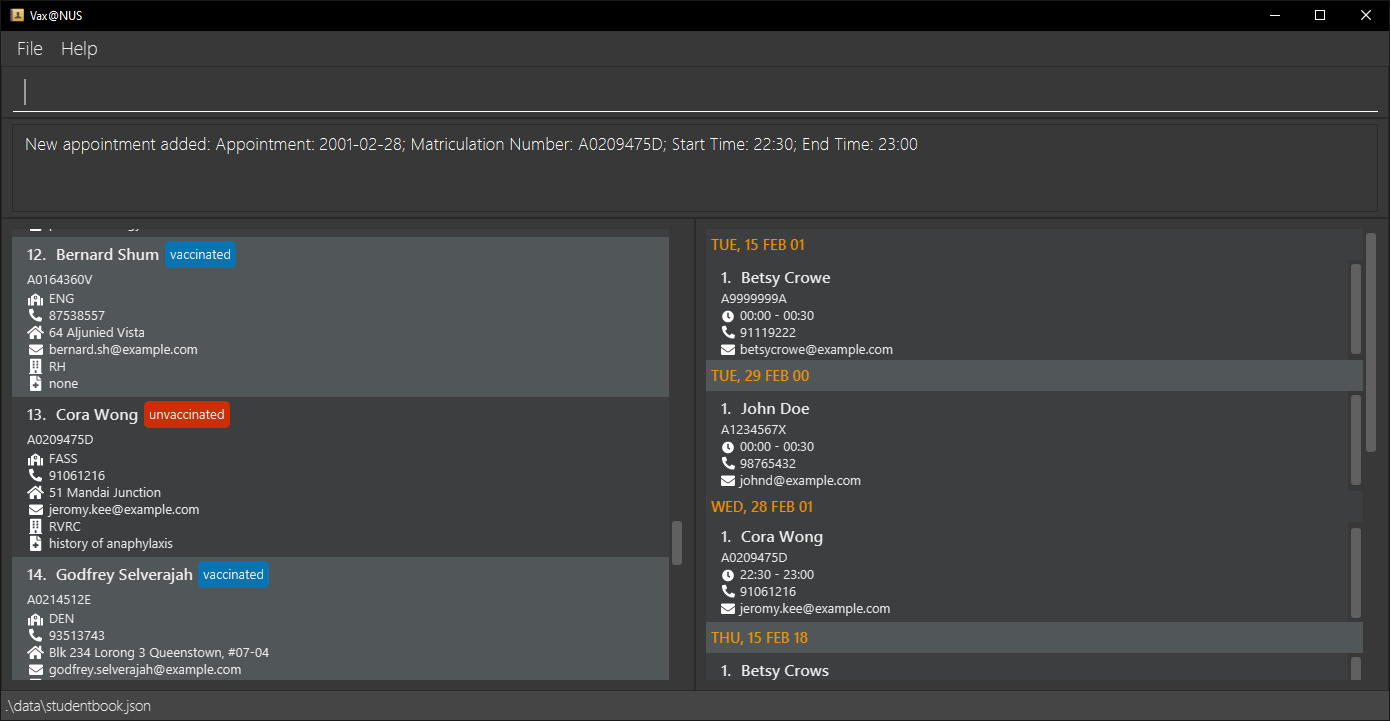 Vax@NUS
File Help
New appointment added: Appointment: 2001-02-28; Matriculation Number: A0209475D; Start Time: 22:30; End Time: 23:00
12. Bernard Shum vaccinated
A0164360V
ENG
87538557
64 Aljunied Vista
bernard.sh@example.com
RH
none
13. Cora Wong unvaccinated
A0209475D
FASS
91061216
51 Mandai Junction
jeromy.kee@example.com
RVRC
history of anaphylaxis
14. Godfrey Selverajah vaccinated
A0214512E
DEN
93513743
Blk 234 Lorong 3 Queenstown, #07-04
godfrey.selverajah@example.com
TUE, 15 FEB 01
1. Betsy Crowe
A9999999A
00:00 - 00:30
91119222
betsycrowe@example.com
TUE, 29 FEB 00
1. John Doe
A1234567X
00:00 - 00:30
98765432
johnd@example.com
WED, 28 FEB 01
1. Cora Wong
A0209475D
22:30 - 23:00
91061216
jeromy.kee@example.com
THU, 15 FEB 18
1. Betsy Crows
.\data\studentbook.json